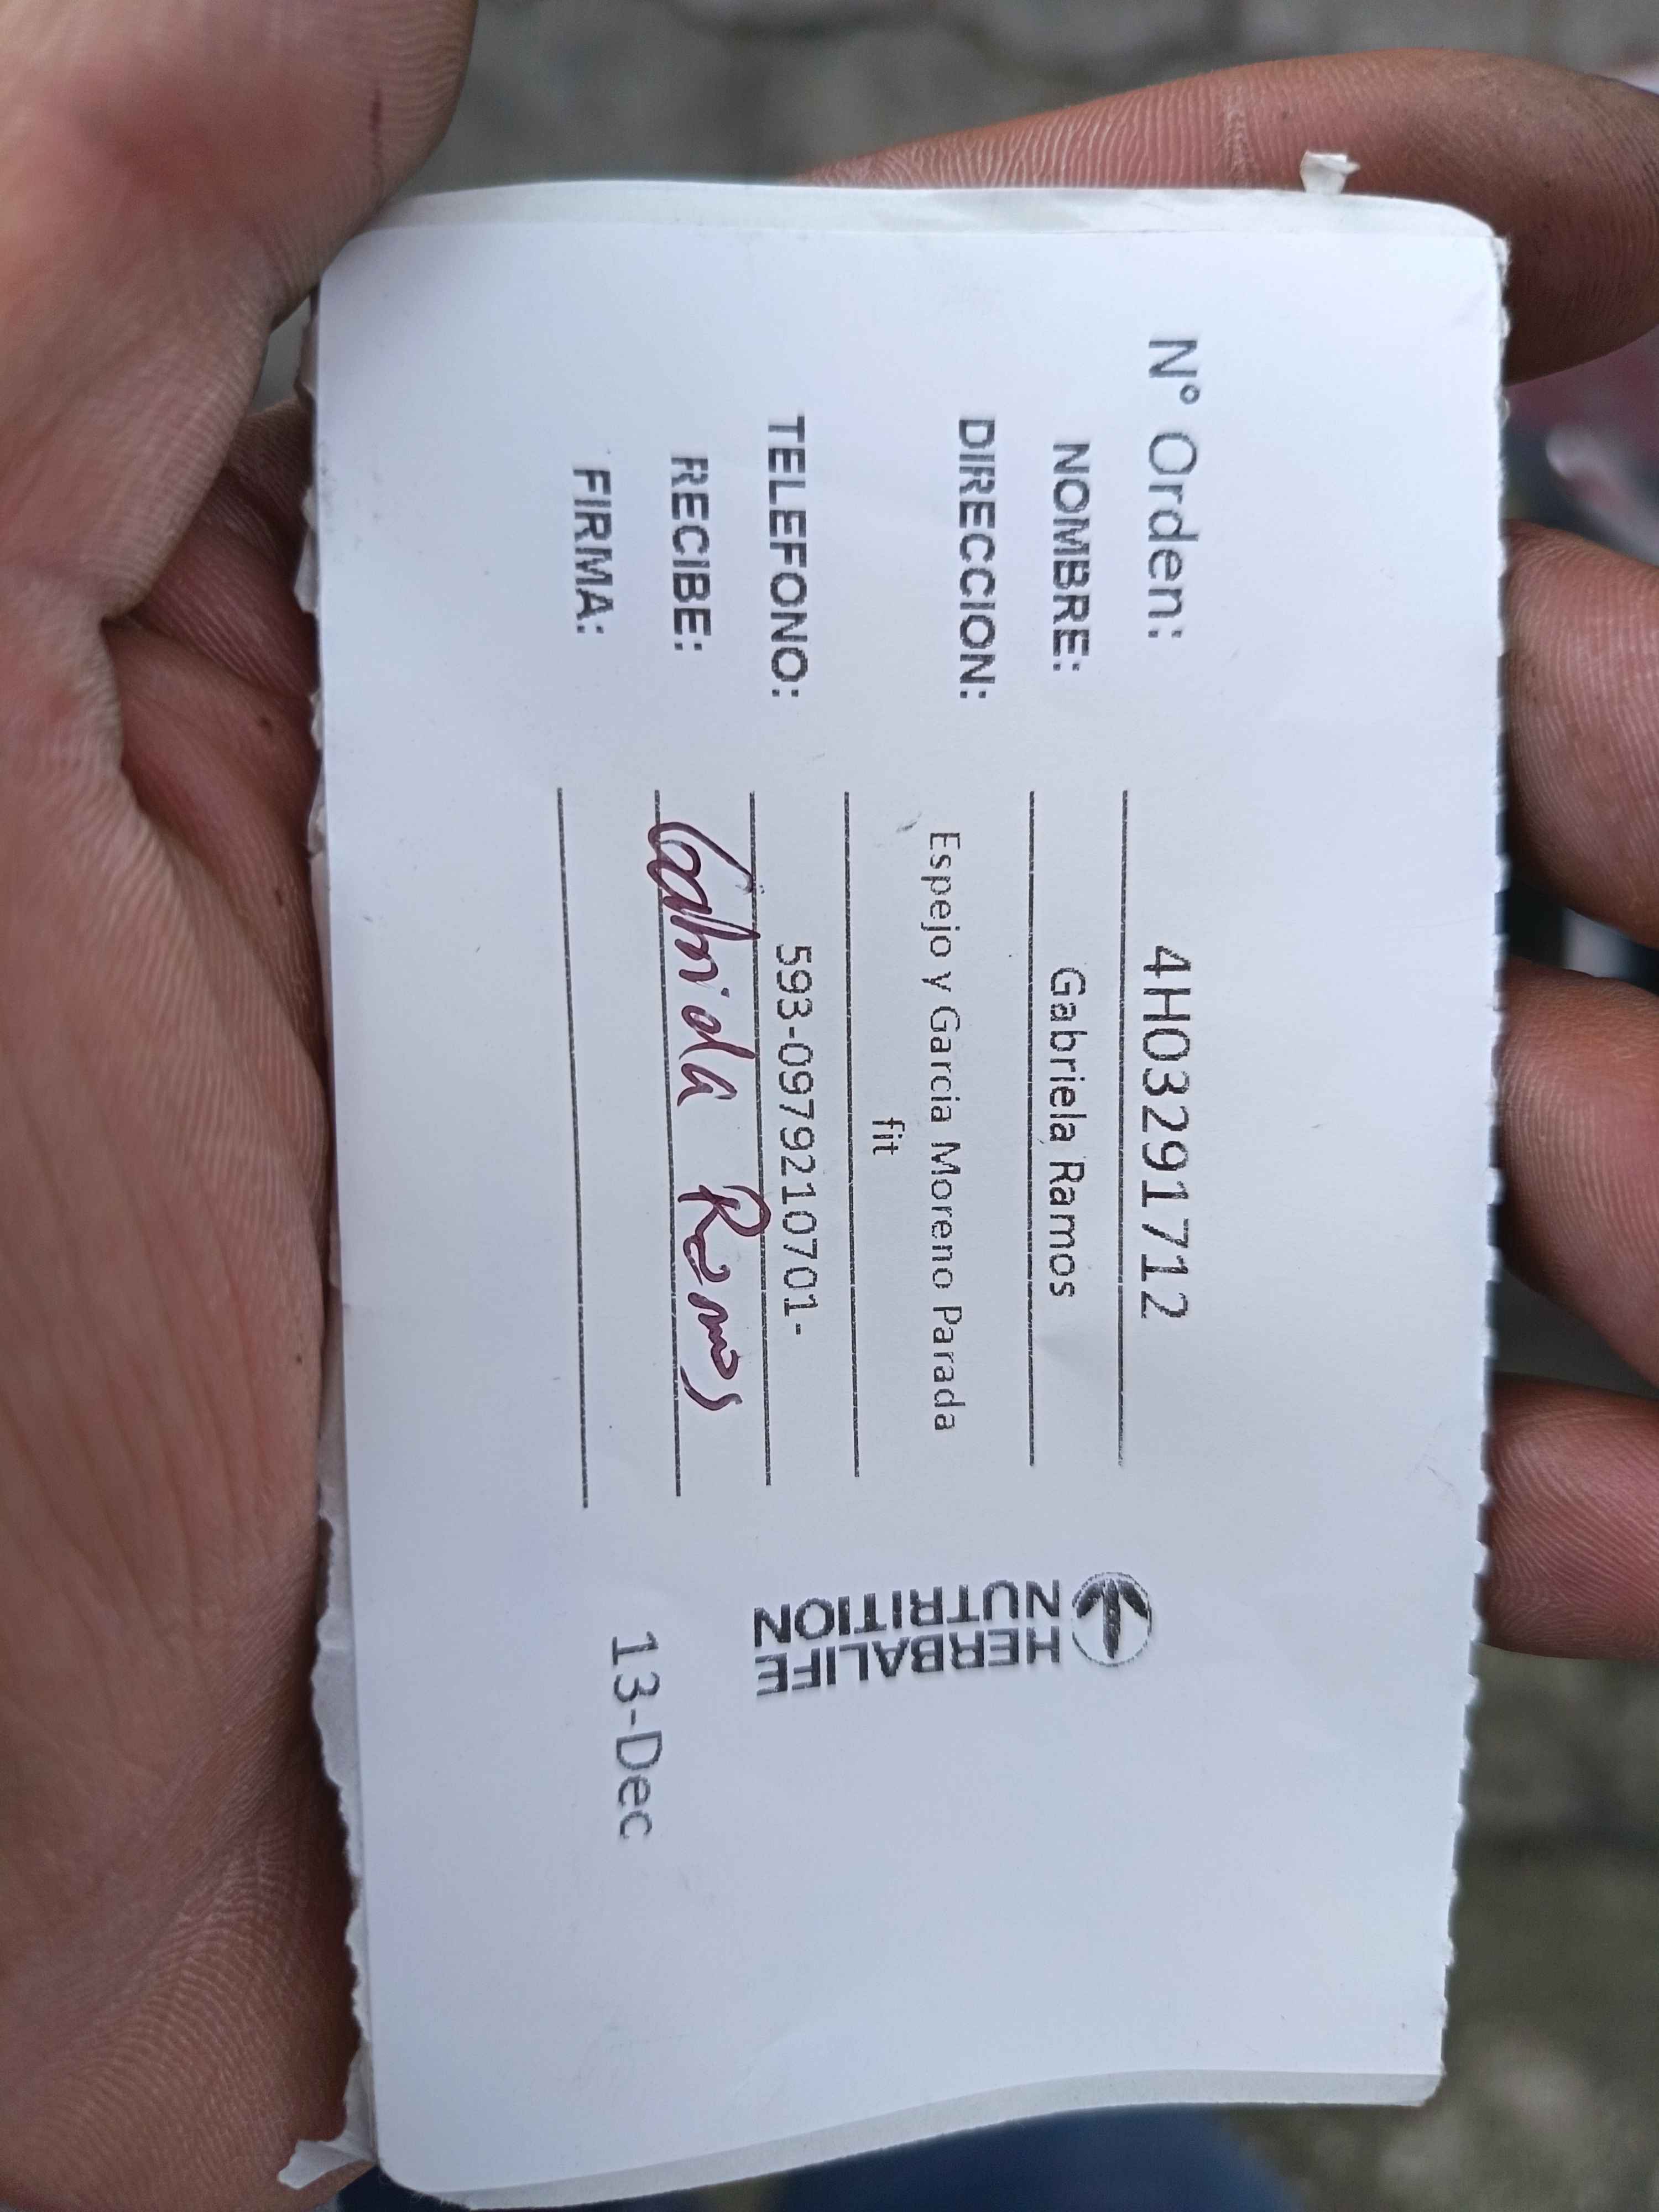 N° Orden: 4H03291712
NOMBRE: Gabriela Ramos
DIRECCION: Espejo y Garcia Moreno Parada
fit
TELEFONO: 593-0979210701-
RECIBE: Gabriela Ramos
FIRMA:
HERBALIFE
NUTRITION
13-Dec